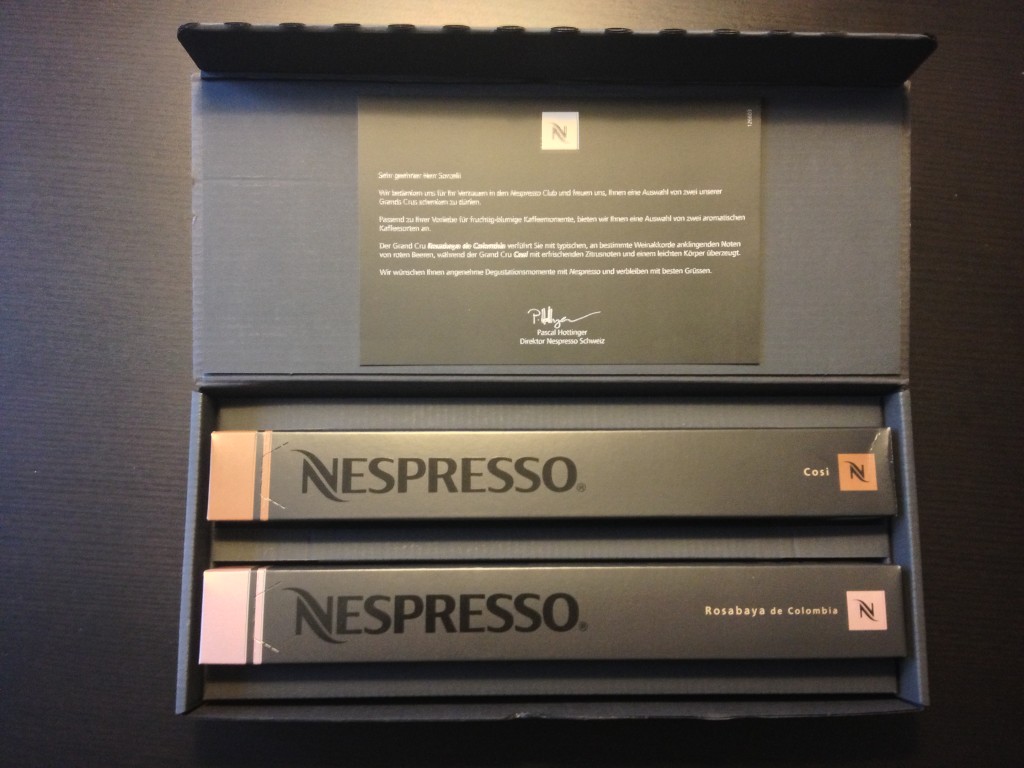 Sehr geehrter Herr
Wir bedanken uns für Ihr Vertrauen in den Nespresso Club und freuen uns, Ihnen eine Auswahl von zwei unserer
Grands Crus schenken zu dürfen.
Passend zu Ihrer Vorliebe für fruchtig-blumige Kaffeemomente, bieten wir Ihnen eine Auswahl von zwei aromatischen
Kaffeesorten an.
Der Grand Cru Rosabaya de Colombia verführt Sie mit typischen, an bestimmte Weinakkorde anklingenden Noten
von roten Beeren, während der Grand Cru Cosi mit erfrischenden Zitrusnoten und einem leichten Körper überzeugt.
Wir wünschen Ihnen angenehme Degustationsmomente mit Nespresso und verbleiben mit besten Grüssen.
Pascal Hottinger
Direktor Nespresso Schweiz
NESPRESSO®
Cosi
NESPRESSO®
Rosabaya de Colombia